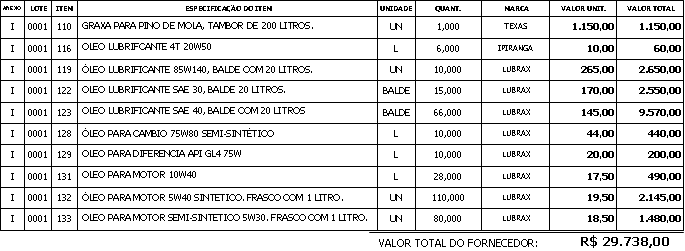 ANEXO LOTE ITEM ESPECIFICAÇÃO DO ITEM UNIDADE QUANT. MARCA VALOR UNIT. VALOR TOTAL
I 0001 110 GRAXA PARA PINO DE MOLA, TAMBOR DE 200 LITROS. UN 1,000 TEXAS 1.150,00 1.150,00
I 0001 116 OLEO LUBRIFCANTE 4T 20W50 L 6,000 IPIRANGA 10,00 60,00
I 0001 119 ÓLEO LUBRIFICANTE 85W140, BALDE COM 20 LITROS. UN 10,000 LUBRAX 265,00 2.650,00
I 0001 122 OLEO LUBRIFICANTE SAE 30, BALDE 20 LITROS. BALDE 15,000 LUBRAX 170,00 2.550,00
I 0001 123 OLEO LUBRIFICANTE SAE 40, BALDE COM 20 LITROS BALDE 66,000 LUBRAX 145,00 9.570,00
I 0001 128 ÓLEO PARA CAMBIO 75W80 SEMI-SINTÉTICO L 10,000 LUBRAX 44,00 440,00
I 0001 129 OLEO PARA DIFERENCIA API GL4 75W L 10,000 LUBRAX 20,00 200,00
I 0001 131 OLEO PARA MOTOR 10W40 L 28,000 LUBRAX 17,50 490,00
I 0001 132 ÓLEO PARA MOTOR 5W40 SINTETICO. FRASCO COM 1 LITRO. UN 110,000 LUBRAX 19,50 2.145,00
I 0001 133 OLEO PARA MOTOR SEMI-SINTETICO 5W30. FRASCO COM 1 LITRO. UN 80,000 LUBRAX 18,50 1.480,00
VALOR TOTAL DO FORNECEDOR: R$ 29.738,00